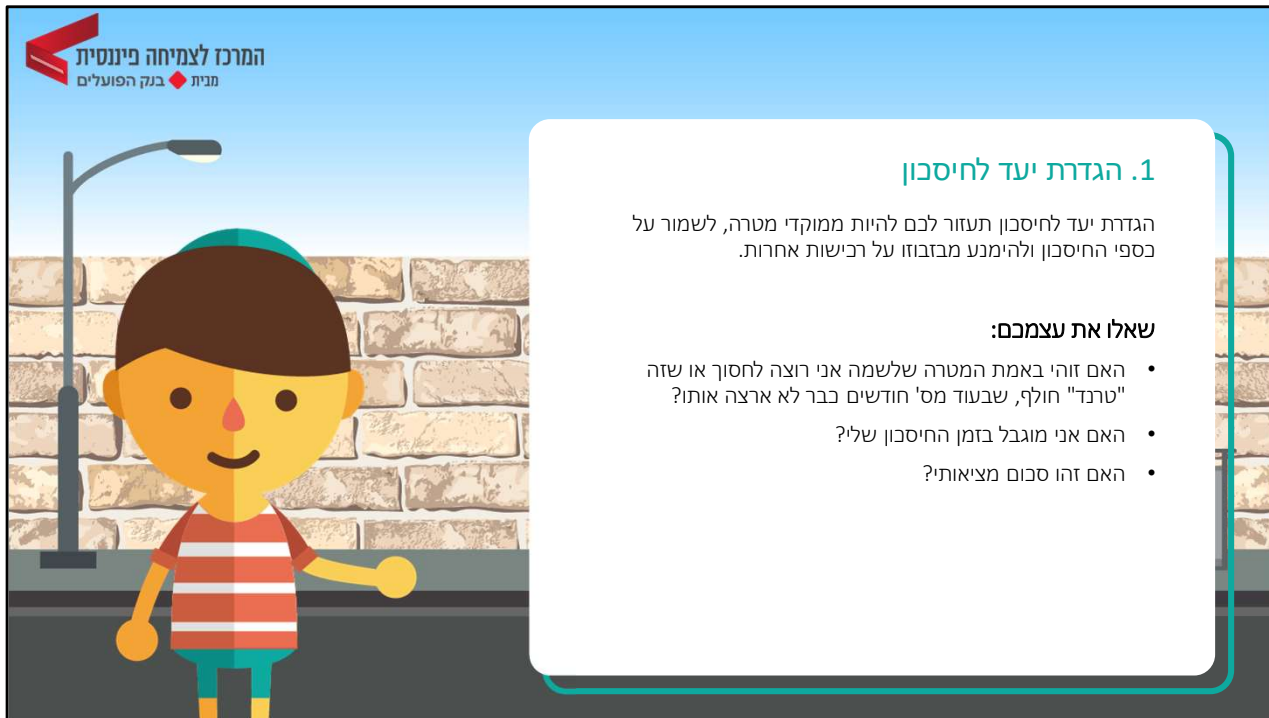 המרכז לצמיחה פיננסית
מבית בנק הפועלים
1. הגדרת יעד לחיסכון
הגדרת יעד לחיסכון תעזור לכם להיות ממוקדי מטרה, לשמור על
כספי החיסכון ולהימנע מבזבוזו על רכישות אחרות.
שאלו את עצמכם:
• האם זוהי באמת המטרה שלשמה אני רוצה לחסוך או שזה
"טרנד" חולף, שבעוד מס' חודשים כבר לא ארצה אותו?
• האם אני מוגבל בזמן החיסכון שלי?
• האם זהו סכום מציאותי?